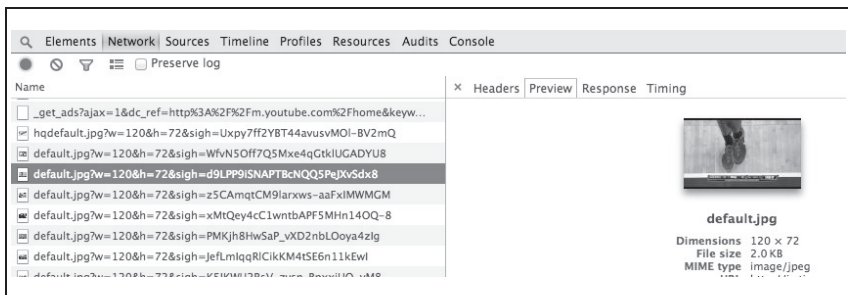 Elements Network Sources Timeline Profiles Resources Audits Console
Preserve log
Name
× Headers Preview Response Timing
_get_ads?ajax=1&dc_ref=http%3A%2F%2Fm.youtube.com%2Fhome&keyw...
hqdefault.jpg?w=120&h=72&sigh=Uxpy7ff2YBT44avusvMOl-BV2mQ
default.jpg?w=120&h=72&sigh=WfvN5Off7Q5Mxe4qGtklUGADYU8
default.jpg?w=120&h=72&sigh=d9LPP9iSNAPTBcNQQ5PeJXvSdx8
default.jpg?w=120&h=72&sigh=z5CAmqtCM9larxws-aaFxIMWMGM
default.jpg?w=120&h=72&sigh=xMtQey4cC1wntbAPF5MHn14OQ-8
default.jpg?w=120&h=72&sigh=PMKjh8HwSaP_vXD2nbLOoya4zIg
default.jpg?w=120&h=72&sigh=JefLmIqqRlCikKM4tSE6n11kEwI
default.jpg
Dimensions 120 × 72
File size 2.0 KB
MIME type image/jpeg